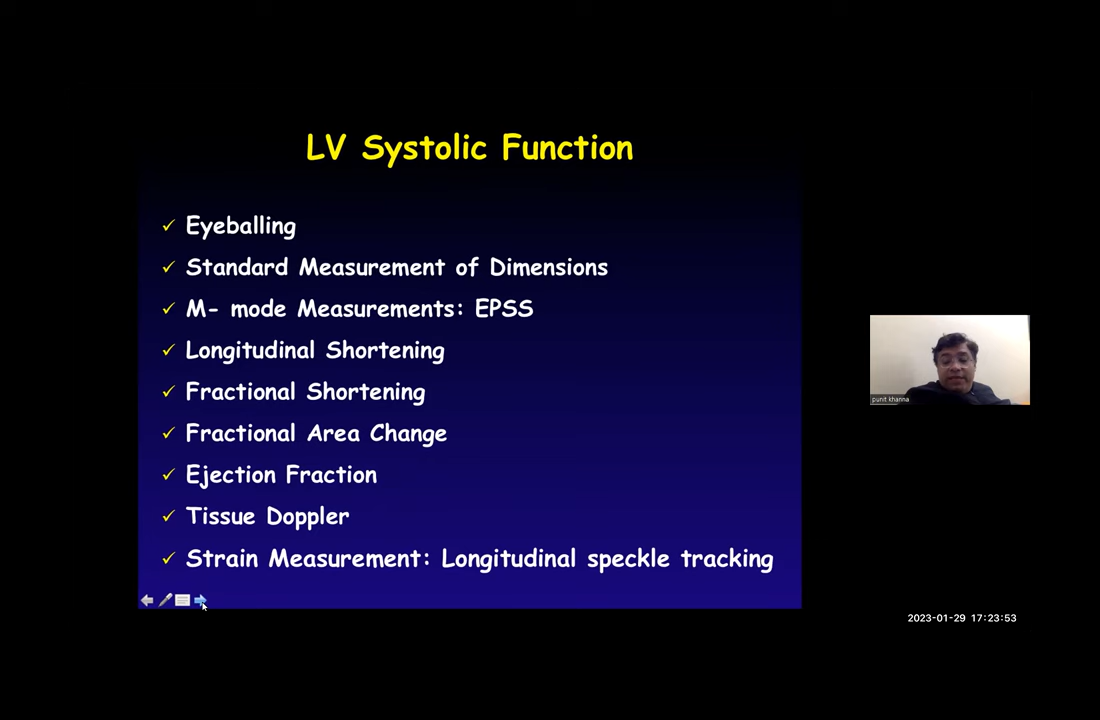 LV Systolic Function
✓ Eyeballing
✓ Standard Measurement of Dimensions
✓ M- mode Measurements: EPSS
✓ Longitudinal Shortening
✓ Fractional Shortening
✓ Fractional Area Change
✓ Ejection Fraction
✓ Tissue Doppler
✓ Strain Measurement: Longitudinal speckle tracking
punit khanna
2023-01-29 17:23:53